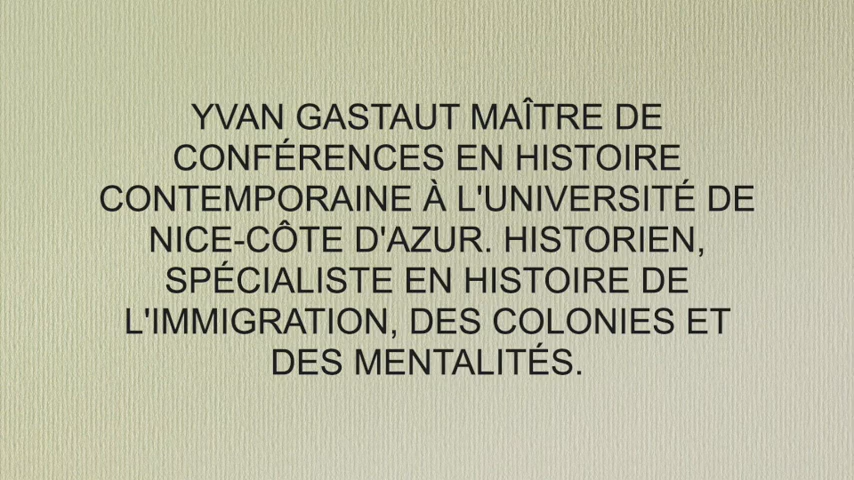 YVAN GASTAUT MAÎTRE DE
CONFÉRENCES EN HISTOIRE
CONTEMPORAINE À L'UNIVERSITÉ DE
NICE-CÔTE D'AZUR. HISTORIEN,
SPÉCIALISTE EN HISTOIRE DE
L'IMMIGRATION, DES COLONIES ET
DES MENTALITÉS.